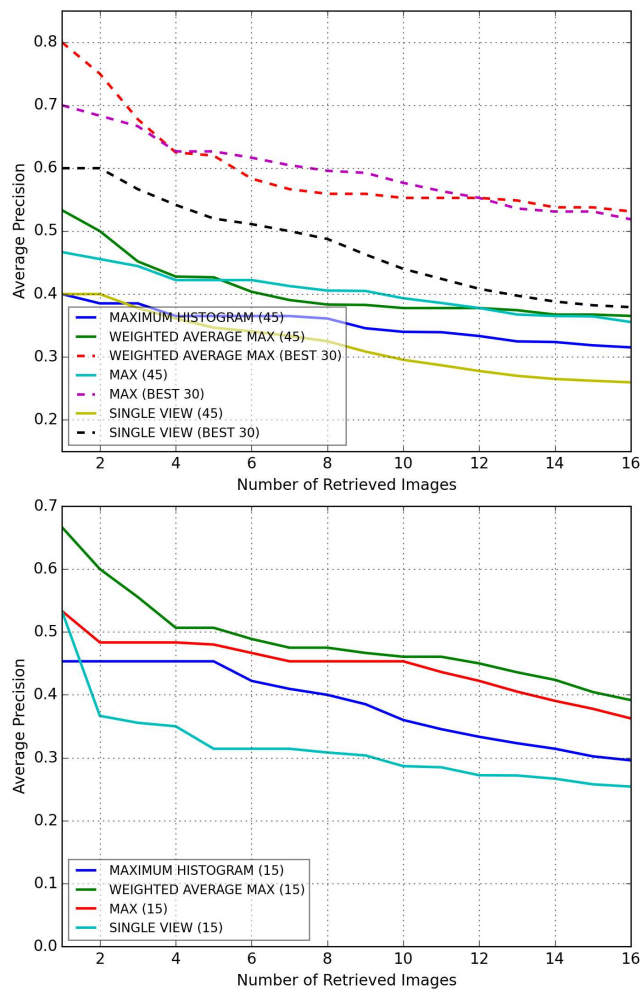 0.8
0.7
0.6
0.5
0.4
0.3
0.2
Average Precision
MAXIMUM HISTOGRAM (45)
WEIGHTED AVERAGE MAX (45)
WEIGHTED AVERAGE MAX (BEST 30)
MAX (45)
MAX (BEST 30)
SINGLE VIEW (45)
SINGLE VIEW (BEST 30)
2 4 6 8 10 12 14 16
Number of Retrieved Images
0.7
0.6
0.5
0.4
0.3
0.2
0.1
0.0
Average Precision
MAXIMUM HISTOGRAM (15)
WEIGHTED AVERAGE MAX (15)
MAX (15)
SINGLE VIEW (15)
2 4 6 8 10 12 14 16
Number of Retrieved Images